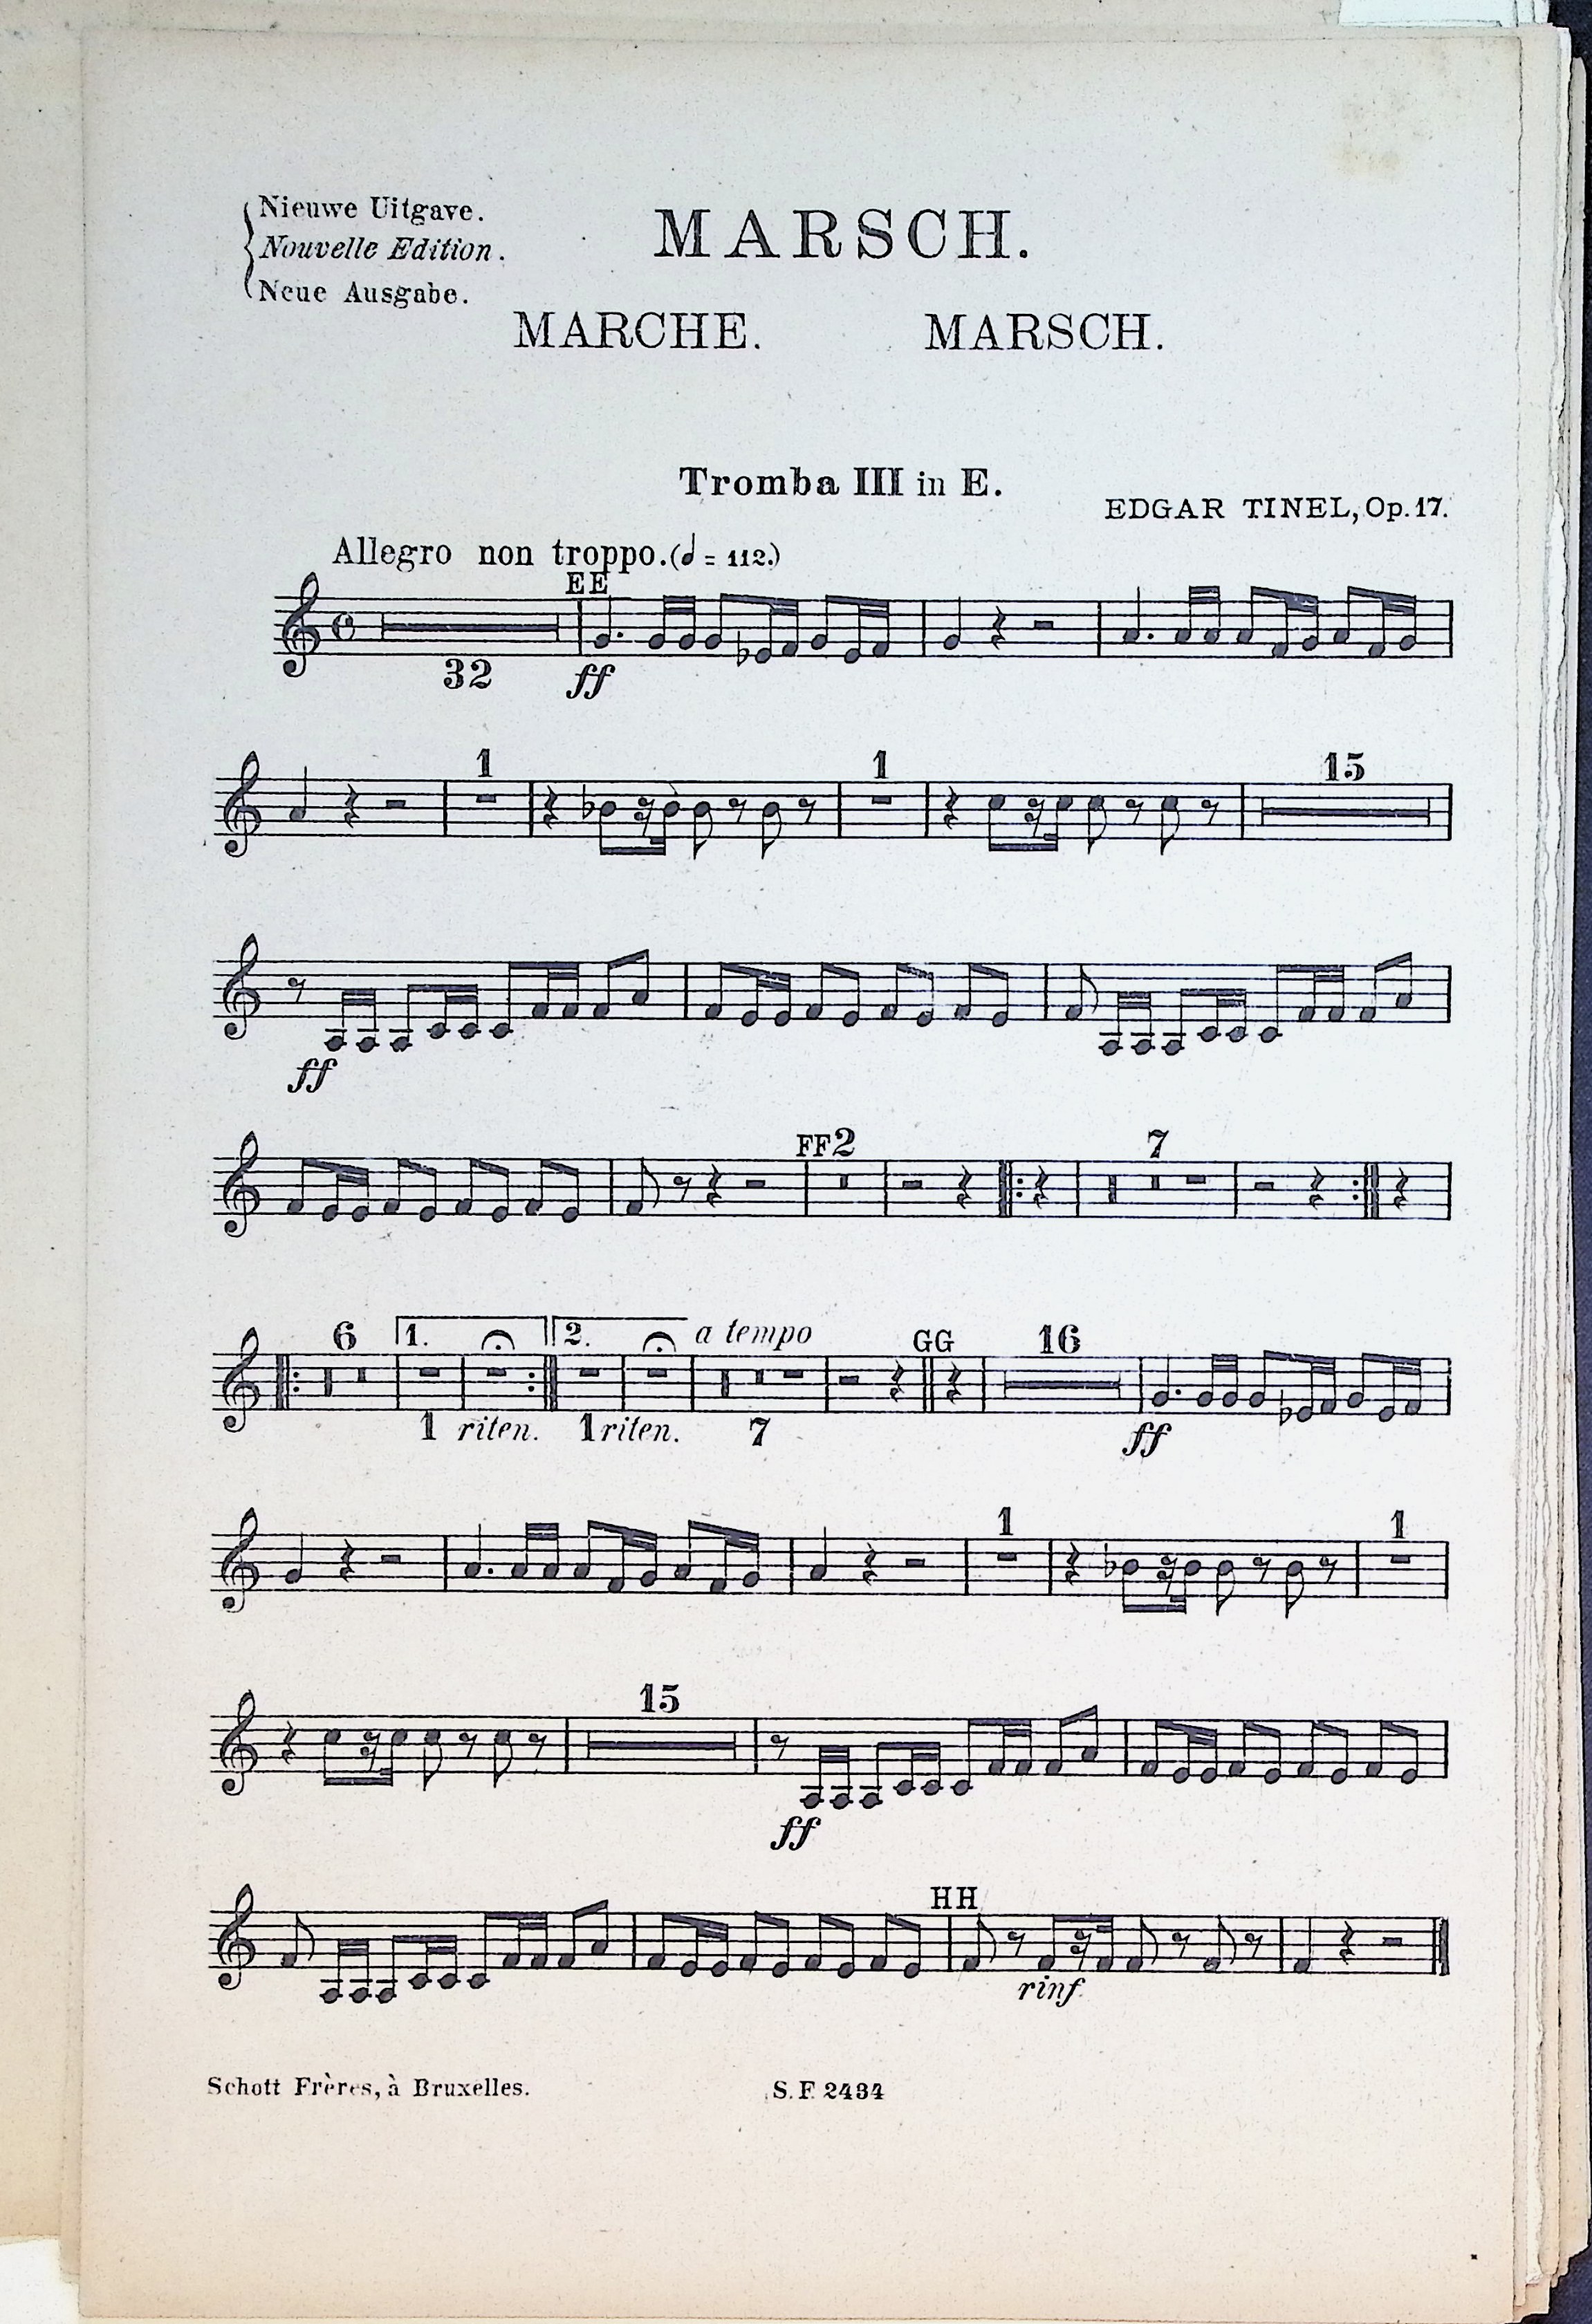 Nieuwe Uitgave.
Nouvelle Edition.
Neue Ausgabe.
MARSCH.
MARCHE. MARSCH.
Tromba III in E.
EDGAR TINEL, Op. 17.
Allegro non troppo. (𝅗𝅥 = 112.)
EE
32 ff
1 1 15
ff
FF 2 7
6 1. 2. a tempo GG 16
1 riten. 1 riten. 7 ff
1 1
15
ff
HH
rinf.
Schott Frères, à Bruxelles. S. F. 2434